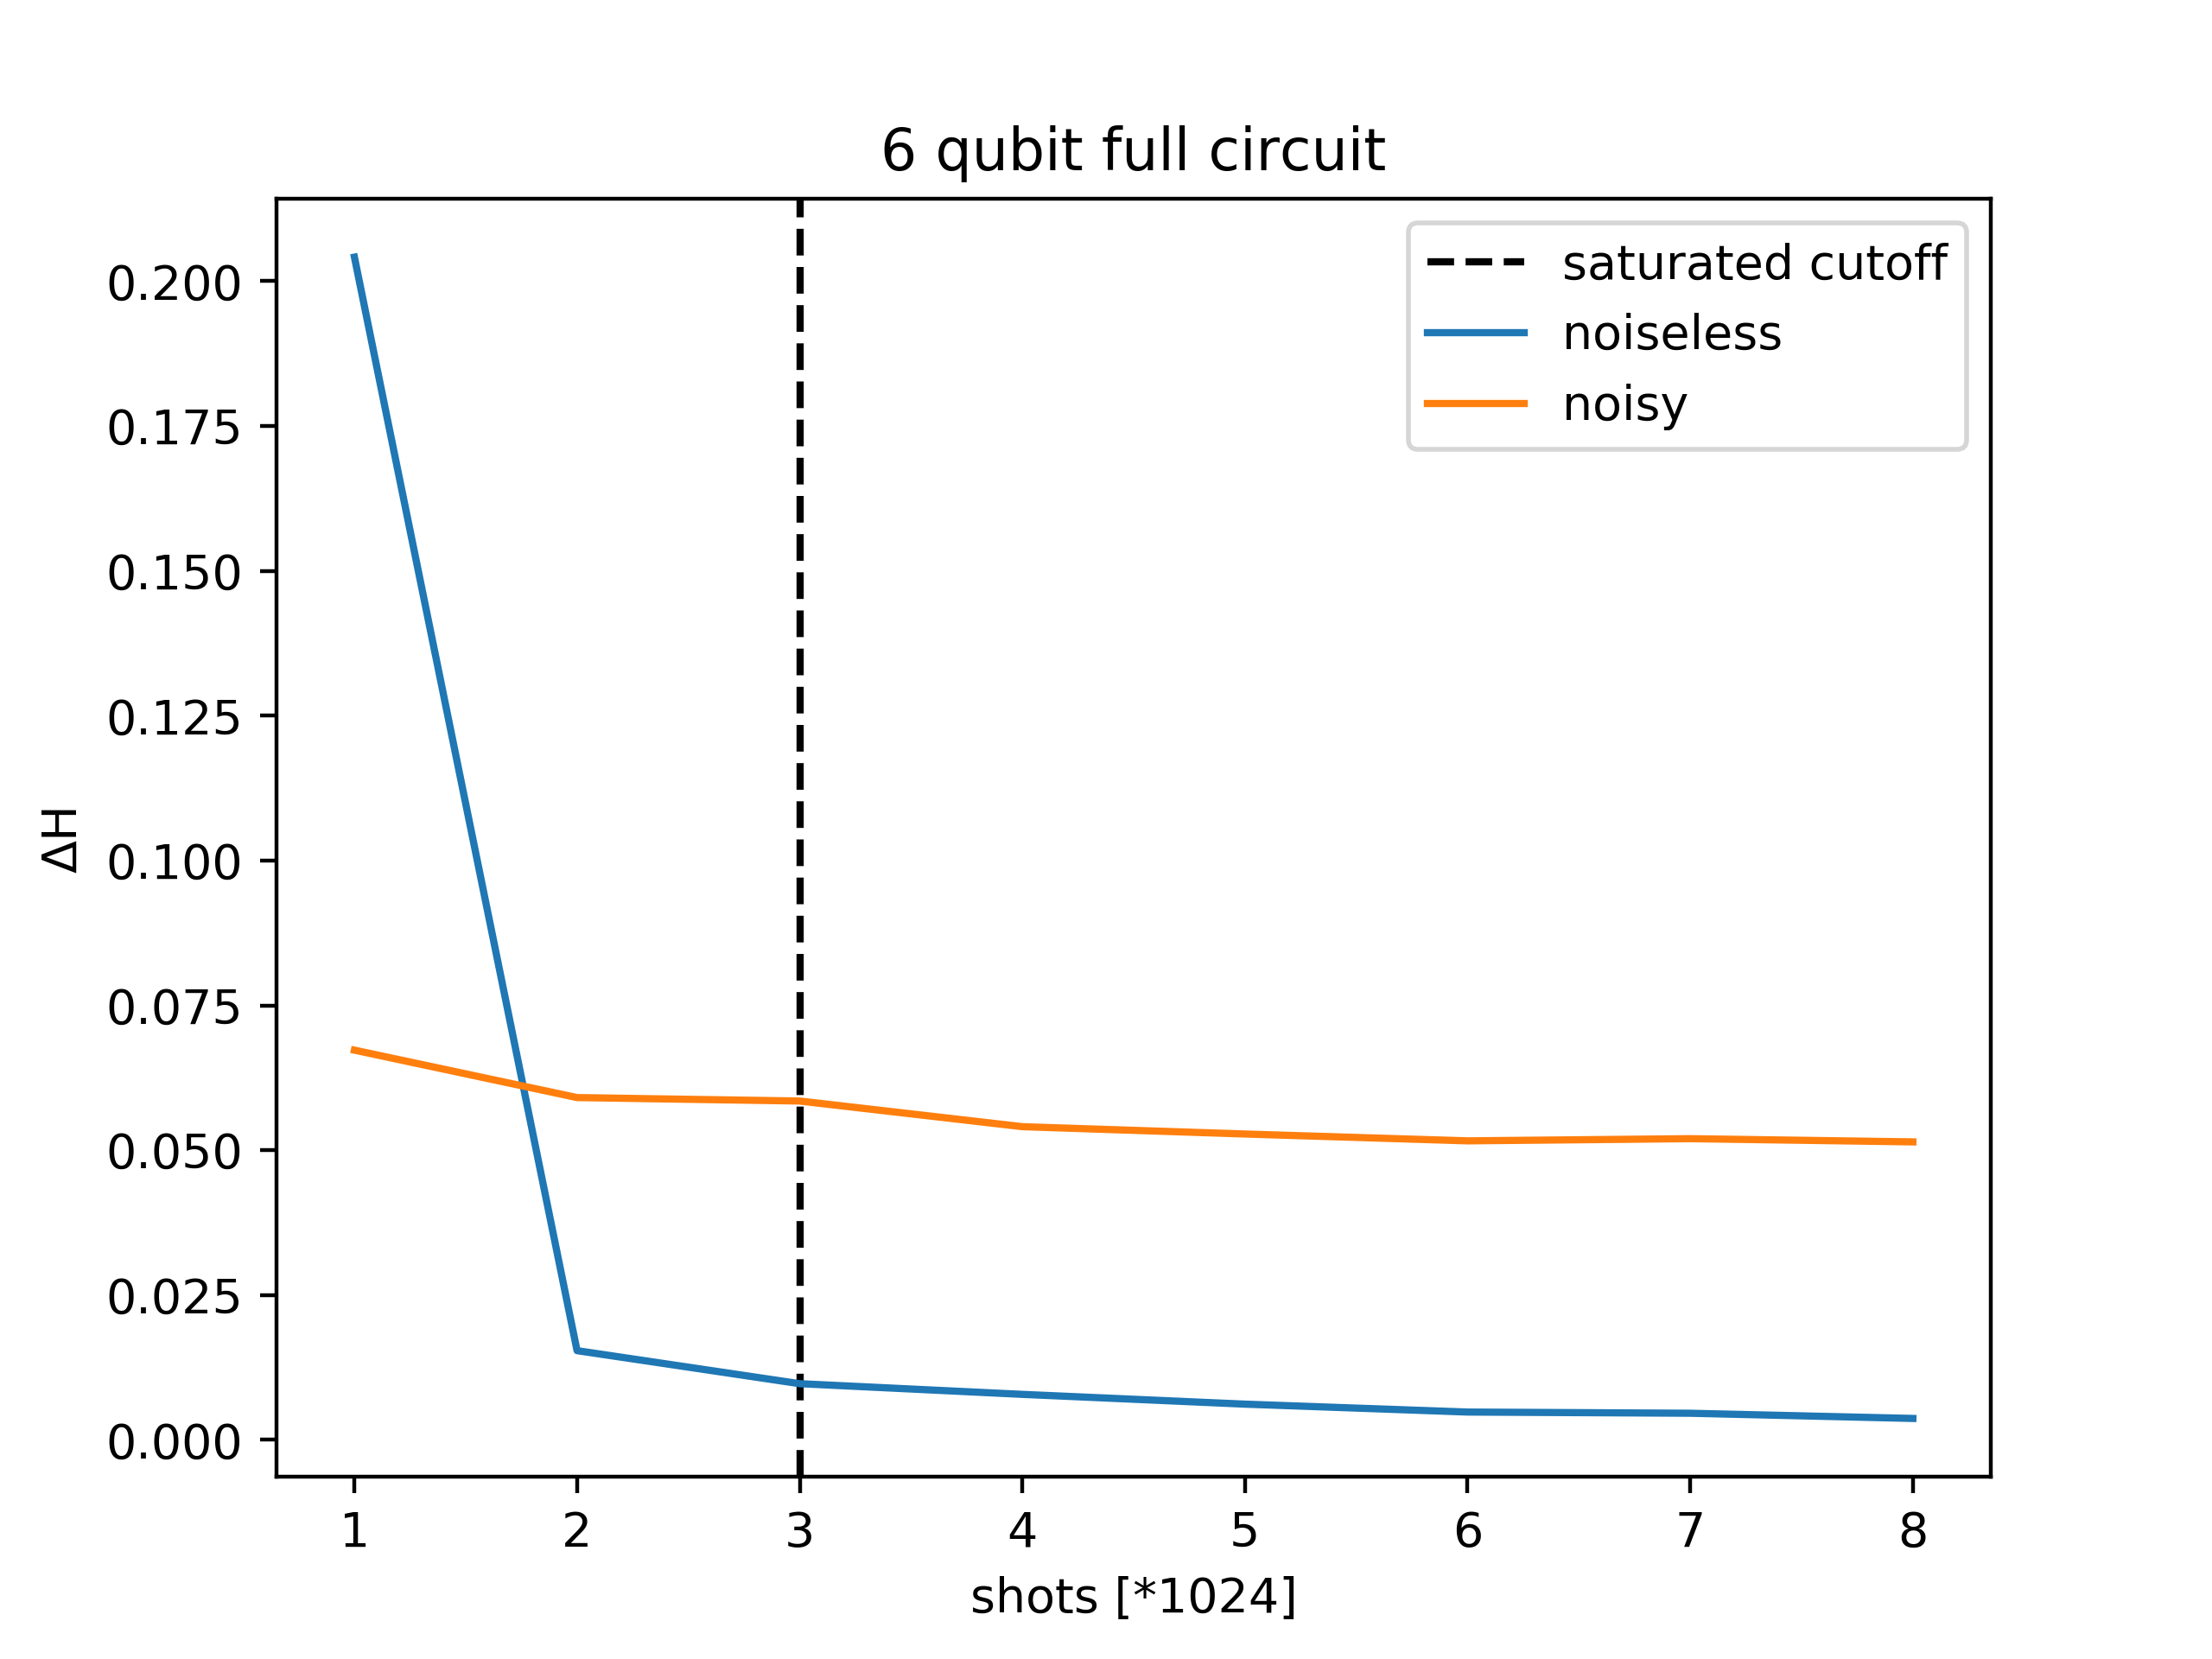 6 qubit full circuit
saturated cutoff
noiseless
noisy
ΔH
0.200
0.175
0.150
0.125
0.100
0.075
0.050
0.025
0.000
1 2 3 4 5 6 7 8
shots [*1024]